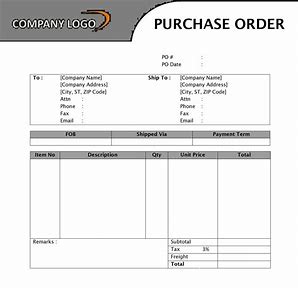 COMPANY LOGO
PURCHASE ORDER
PO # :
PO Date :
To : [Company Name] Ship To : [Company Name]
[Address] [Address]
[City, ST, ZIP Code] [City, ST, ZIP Code]
Attn : Attn :
Phone : Phone :
Fax : Fax :
Email : Email :
FOB Shipped Via Payment Term
Item No Description Qty Unit Price Total
Remarks : Subtotal
Tax 3%
Freight
Total